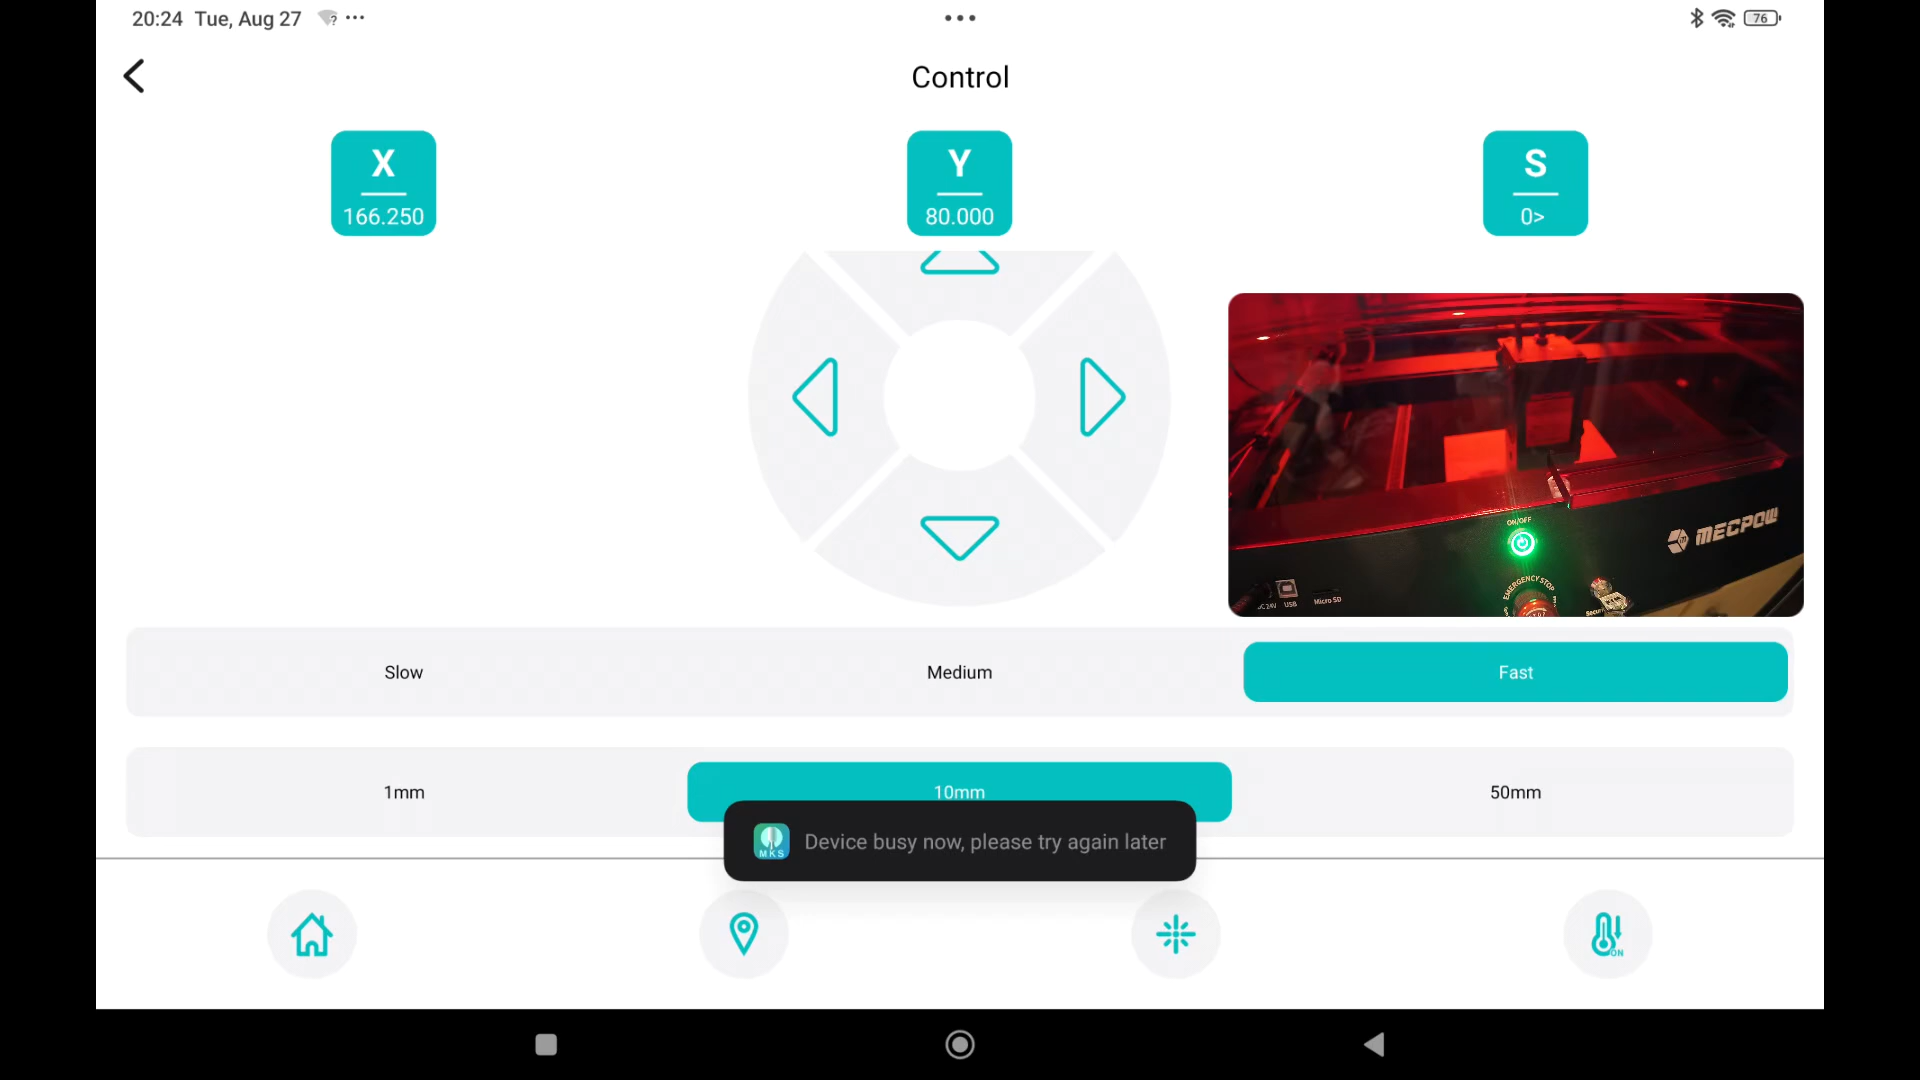 20:24 Tue, Aug 27
76
Control
X
166.250
Y
80.000
S
0>
ON/OFF
MECPOW
EMERGENCY STOP
USB
Micro SD
Slow
Medium
Fast
1mm
10mm
50mm
MKS
Device busy now, please try again later
ON